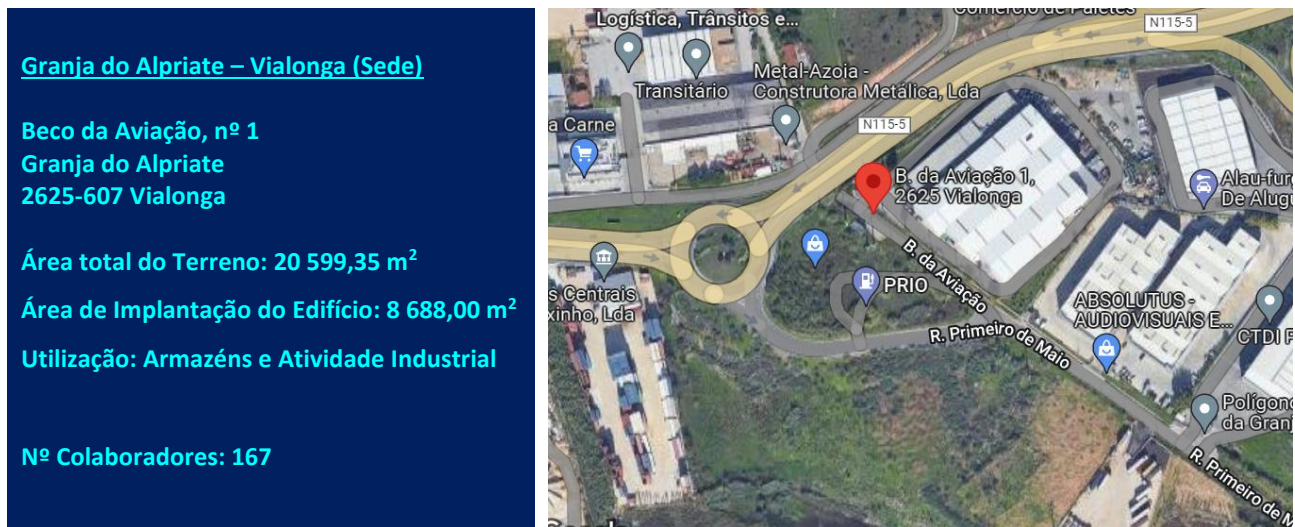 Granja do Alpriate – Vialonga (Sede)
Beco da Aviação, nº 1
Granja do Alpriate
2625-607 Vialonga
Área total do Terreno: 20 599,35 m²
Área de Implantação do Edifício: 8 688,00 m²
Utilização: Armazéns e Atividade Industrial
Nº Colaboradores: 167
Comércio de Paletes
Logística, Trânsitos e...
N115-5
Transitário
Metal-Azoia -
Construtora Metálica, Lda
a Carne
N115-5
B. da Aviação 1,
2625 Vialonga
Alau-furg
De Alugu
B. da Aviação
s Centrais
xinho, Lda
PRIO
ABSOLUTUS -
AUDIOVISUAIS E...
CTDI P
R. Primeiro de Maio
Polígono
da Granj
R. Primeiro de M